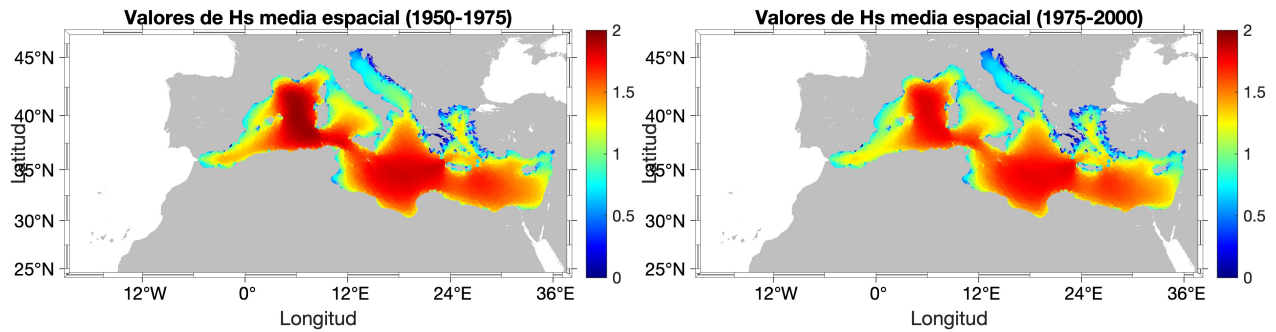 Valores de Hs media espacial (1950-1975)
45°N
40°N
35°N
30°N
25°N
Latitud
12°W 0° 12°E 24°E 36°E
Longitud
2
1.5
1
0.5
0
Valores de Hs media espacial (1975-2000)
45°N
40°N
35°N
30°N
25°N
Latitud
12°W 0° 12°E 24°E 36°E
Longitud
2
1.5
1
0.5
0